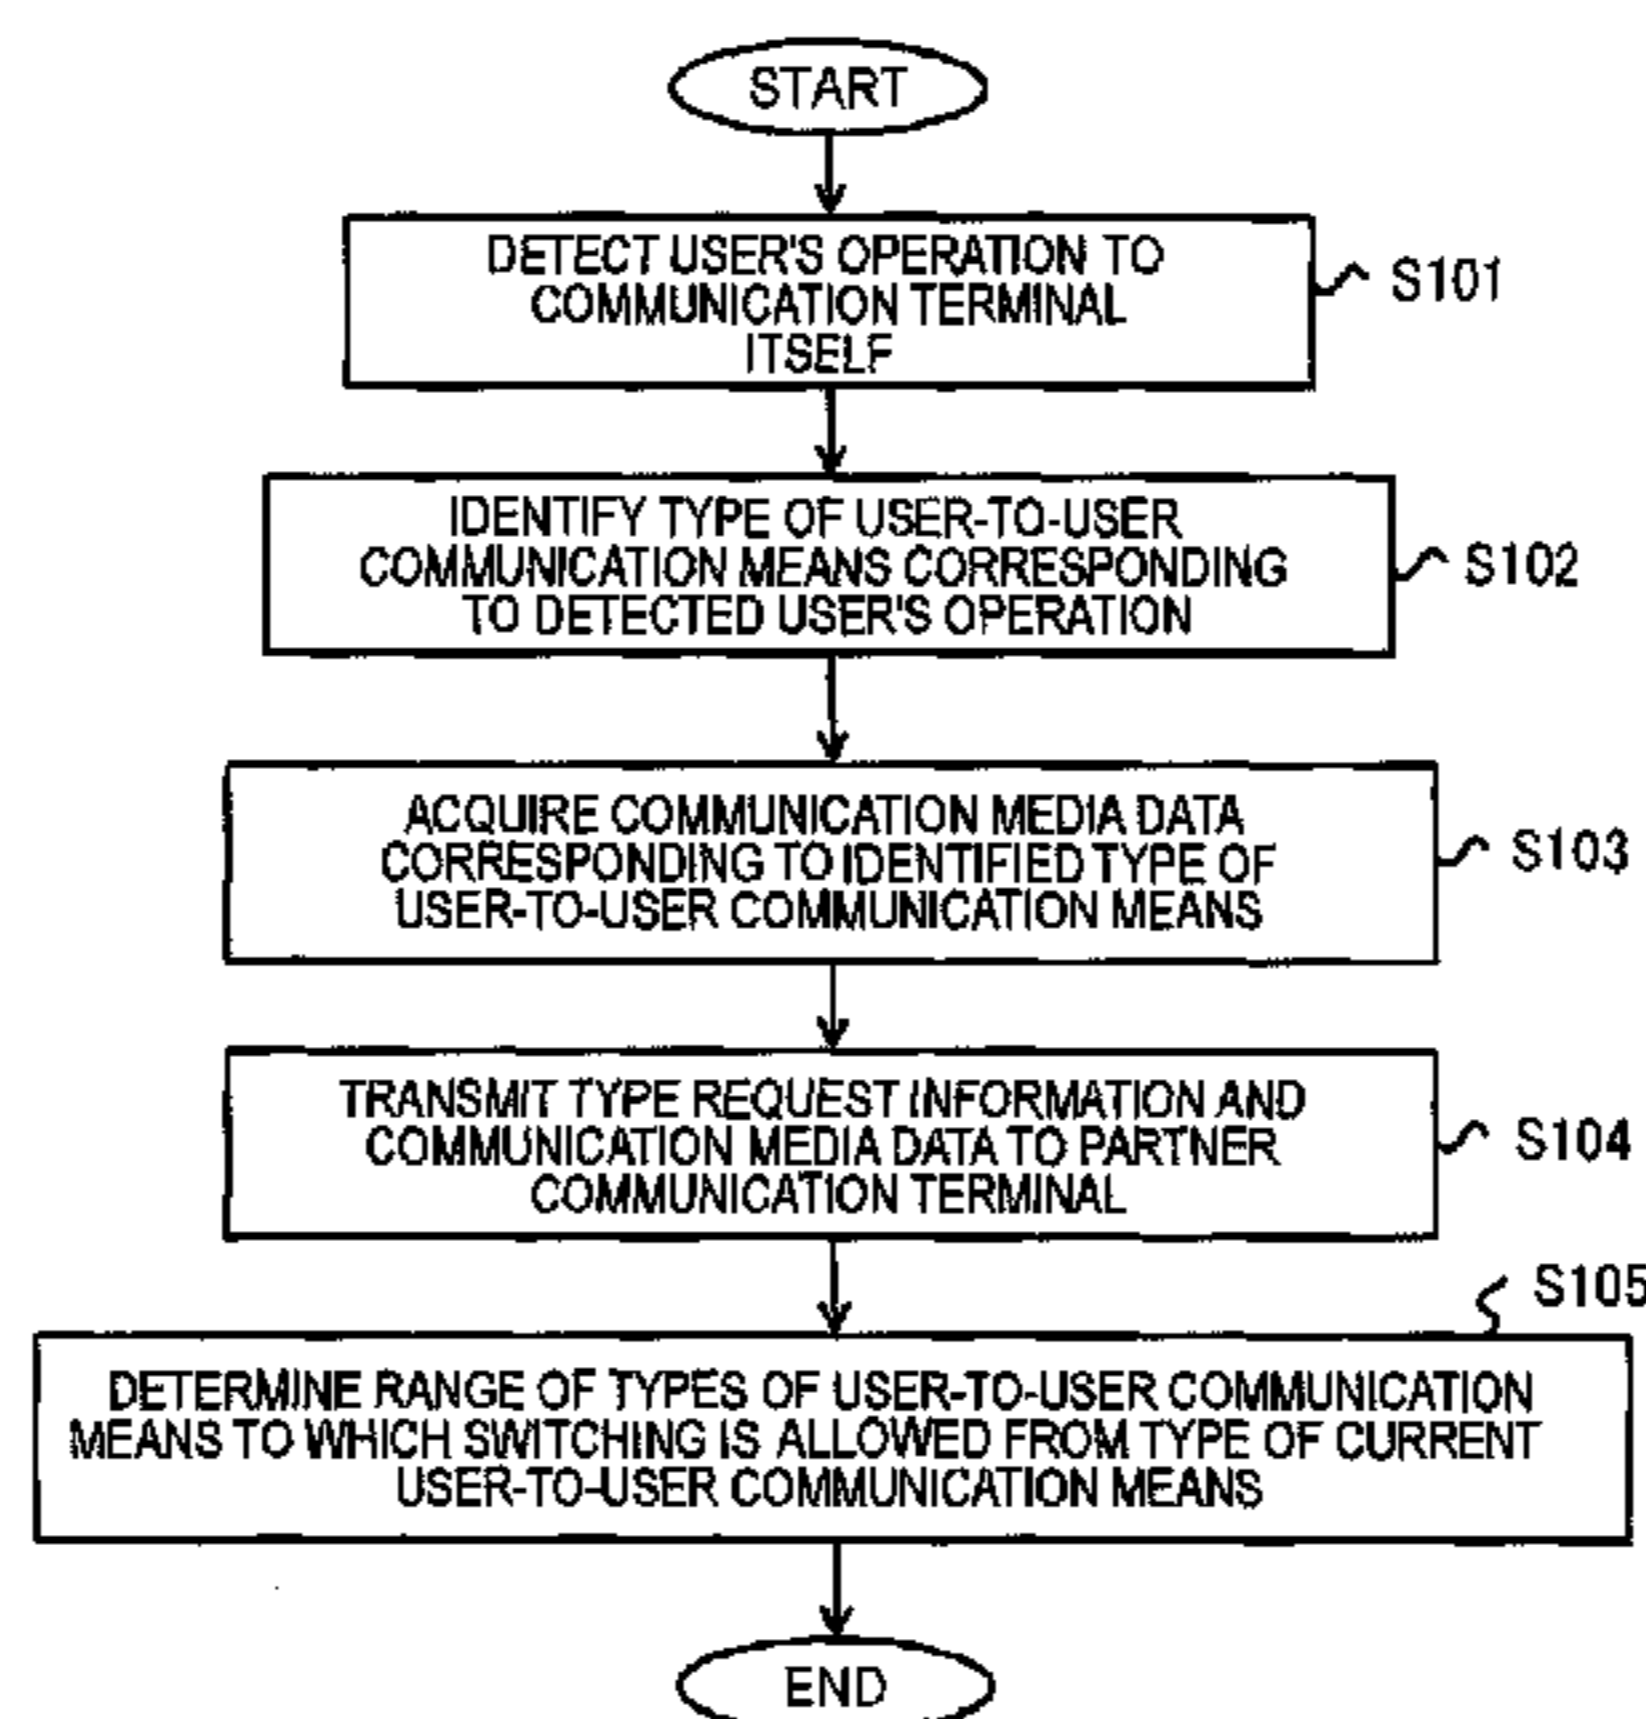 START
DETECT USER'S OPERATION TO
COMMUNICATION TERMINAL
ITSELF
S101
IDENTIFY TYPE OF USER-TO-USER
COMMUNICATION MEANS CORRESPONDING
TO DETECTED USER'S OPERATION
S102
ACQUIRE COMMUNICATION MEDIA DATA
CORRESPONDING TO IDENTIFIED TYPE OF
USER-TO-USER COMMUNICATION MEANS
S103
TRANSMIT TYPE REQUEST INFORMATION AND
COMMUNICATION MEDIA DATA TO PARTNER
COMMUNICATION TERMINAL
S104
S105
DETERMINE RANGE OF TYPES OF USER-TO-USER COMMUNICATION
MEANS TO WHICH SWITCHING IS ALLOWED FROM TYPE OF CURRENT
USER-TO-USER COMMUNICATION MEANS
END